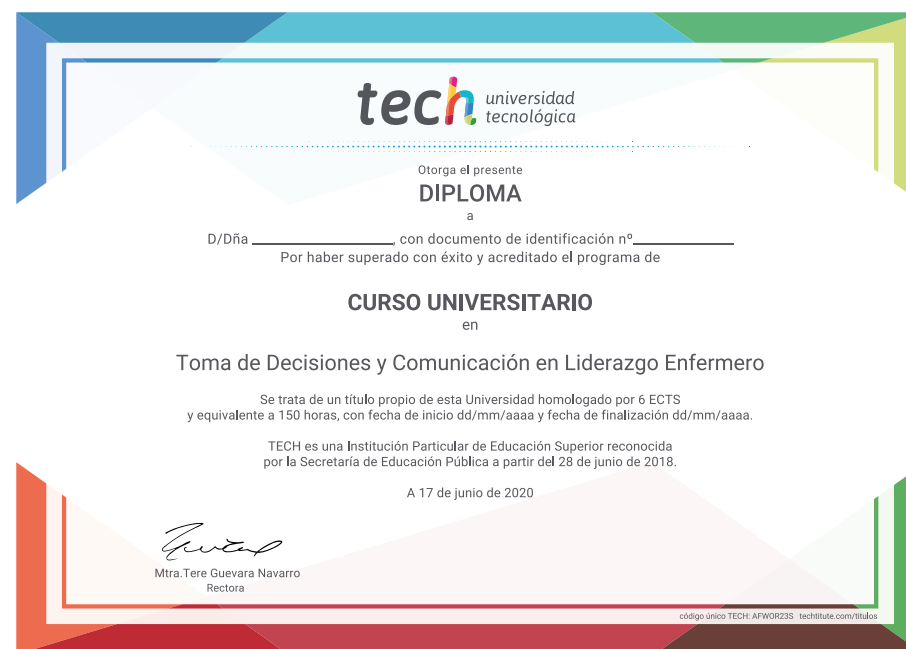 tech universidad
tecnológica
Otorga el presente
DIPLOMA
a
D/Dña ____________________, con documento de identificación nº______________
Por haber superado con éxito y acreditado el programa de
CURSO UNIVERSITARIO
en
Toma de Decisiones y Comunicación en Liderazgo Enfermero
Se trata de un título propio de esta Universidad homologado por 6 ECTS
y equivalente a 150 horas, con fecha de inicio dd/mm/aaaa y fecha de finalización dd/mm/aaaa.
TECH es una Institución Particular de Educación Superior reconocida
por la Secretaría de Educación Pública a partir del 28 de junio de 2018.
A 17 de junio de 2020
Mtra.Tere Guevara Navarro
Rectora
código único TECH: AFWOR23S techtitute.com/titulos